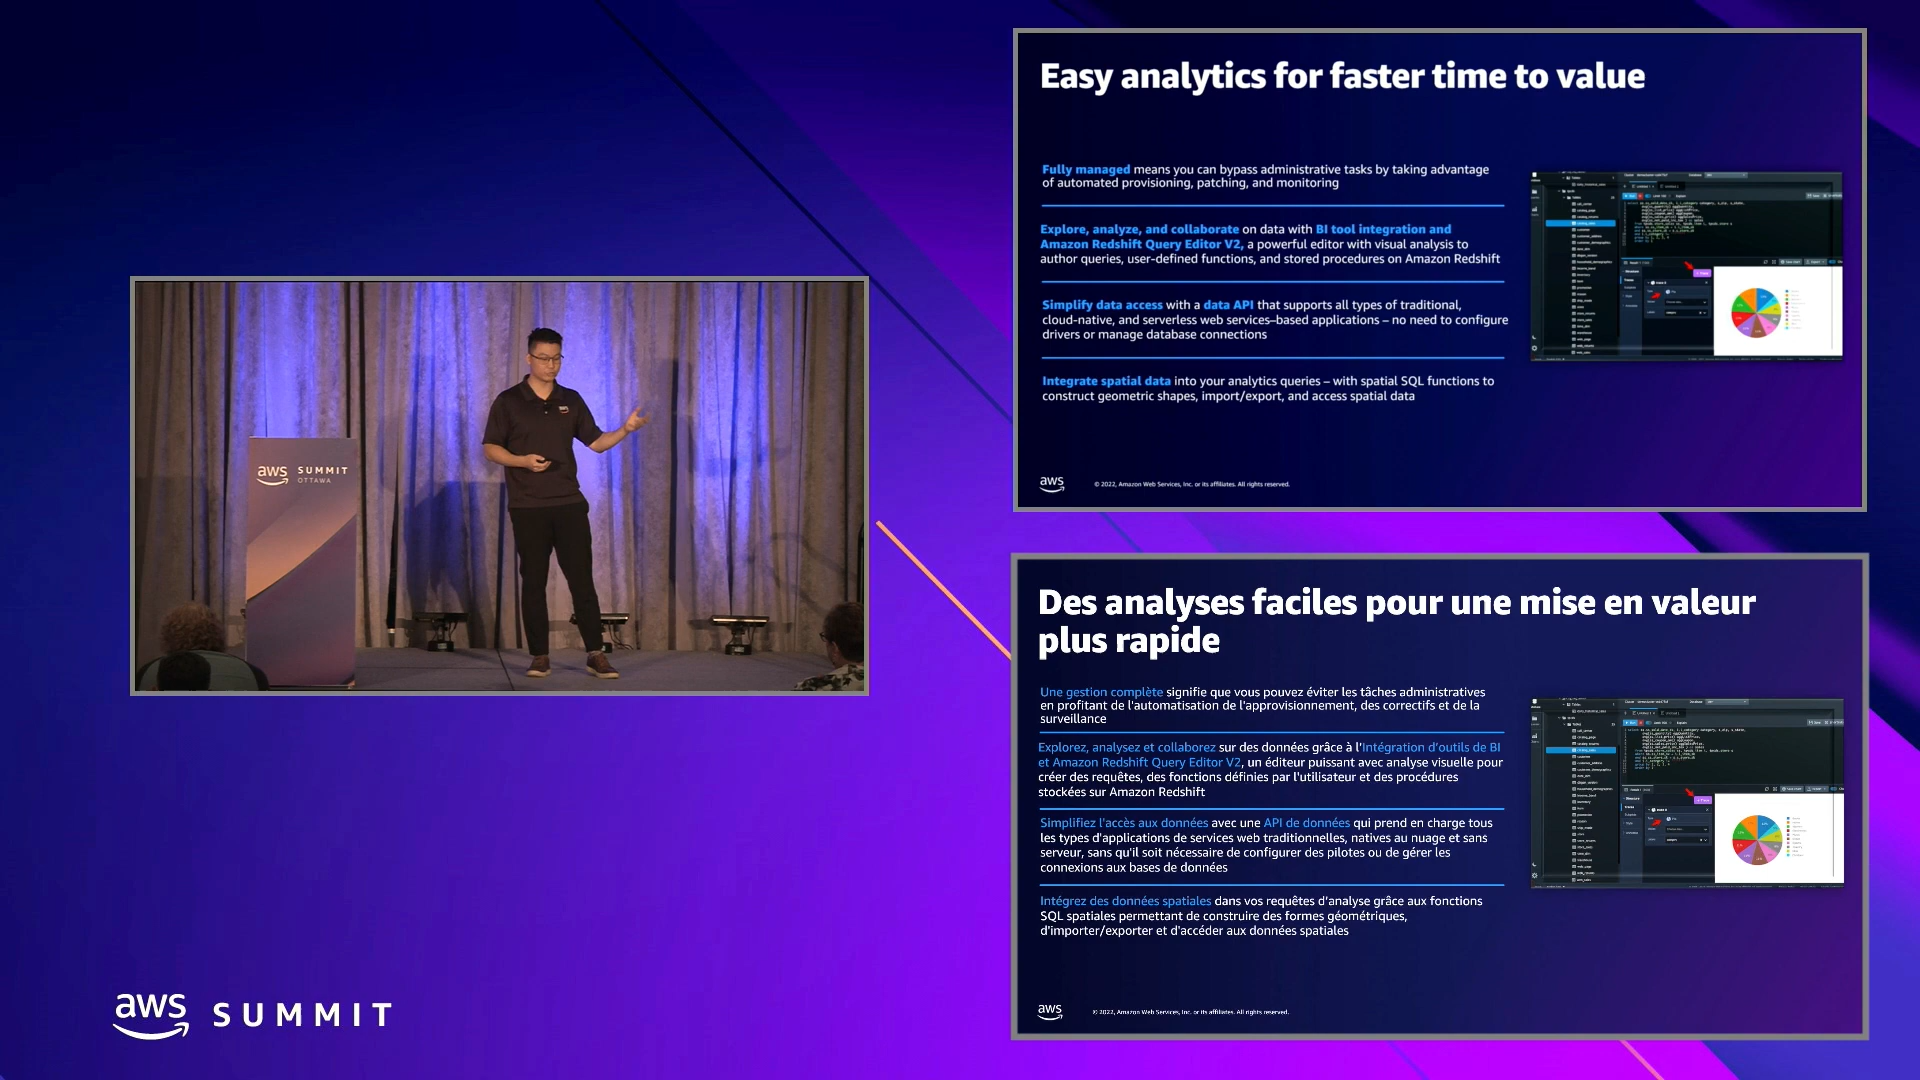 aws SUMMIT
OTTAWA
Easy analytics for faster time to value
Fully managed means you can bypass administrative tasks by taking advantage
of automated provisioning, patching, and monitoring
Explore, analyze, and collaborate on data with BI tool integration and
Amazon Redshift Query Editor V2, a powerful editor with visual analysis to
author queries, user-defined functions, and stored procedures on Amazon Redshift
Simplify data access with a data API that supports all types of traditional,
cloud-native, and serverless web services–based applications – no need to configure
drivers or manage database connections
Integrate spatial data into your analytics queries – with spatial SQL functions to
construct geometric shapes, import/export, and access spatial data
aws
© 2022, Amazon Web Services, Inc. or its affiliates. All rights reserved.
Des analyses faciles pour une mise en valeur
plus rapide
Une gestion complète signifie que vous pouvez éviter les tâches administratives
en profitant de l'automatisation de l'approvisionnement, des correctifs et de la
surveillance
Explorez, analysez et collaborez sur des données grâce à l'Intégration d'outils de BI
et Amazon Redshift Query Editor V2, un éditeur puissant avec analyse visuelle pour
créer des requêtes, des fonctions définies par l'utilisateur et des procédures
stockées sur Amazon Redshift
Simplifiez l'accès aux données avec une API de données qui prend en charge tous
les types d'applications de services web traditionnelles, natives au nuage et sans
serveur, sans qu'il soit nécessaire de configurer des pilotes ou de gérer les
connexions aux bases de données
Intégrez des données spatiales dans vos requêtes d'analyse grâce aux fonctions
SQL spatiales permettant de construire des formes géométriques,
d'importer/exporter et d'accéder aux données spatiales
aws
© 2022, Amazon Web Services, Inc. or its affiliates. All rights reserved.
aws SUMMIT